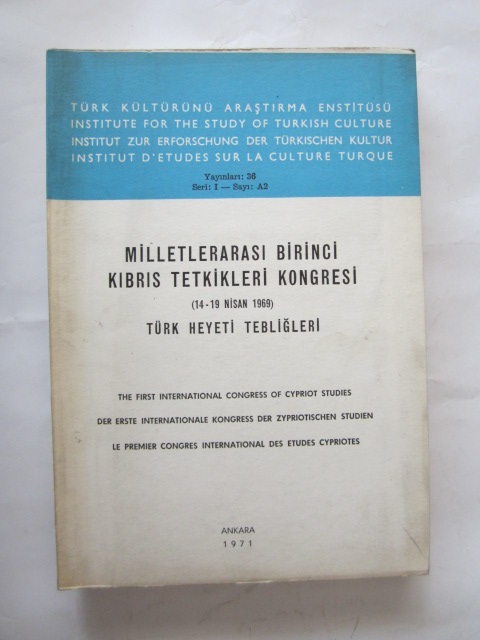 TÜRK KÜLTÜRÜNÜ ARAŞTIRMA ENSTİTÜSÜ
INSTITUTE FOR THE STUDY OF TURKISH CULTURE
INSTITUT ZUR ERFORSCHUNG DER TÜRKISCHEN KULTUR
INSTITUT D'ETUDES SUR LA CULTURE TURQUE
Yayınları: 36
Seri: I — Sayı: A2
MİLLETLERARASI BİRİNCİ
KIBRIS TETKİKLERİ KONGRESİ
(14-19 NİSAN 1969)
TÜRK HEYETİ TEBLİĞLERİ
THE FIRST INTERNATIONAL CONGRESS OF CYPRIOT STUDIES
DER ERSTE INTERNATIONALE KONGRESS DER ZYPRIOTISCHEN STUDIEN
LE PREMIER CONGRES INTERNATIONAL DES ETUDES CYPRIOTES
ANKARA
1971